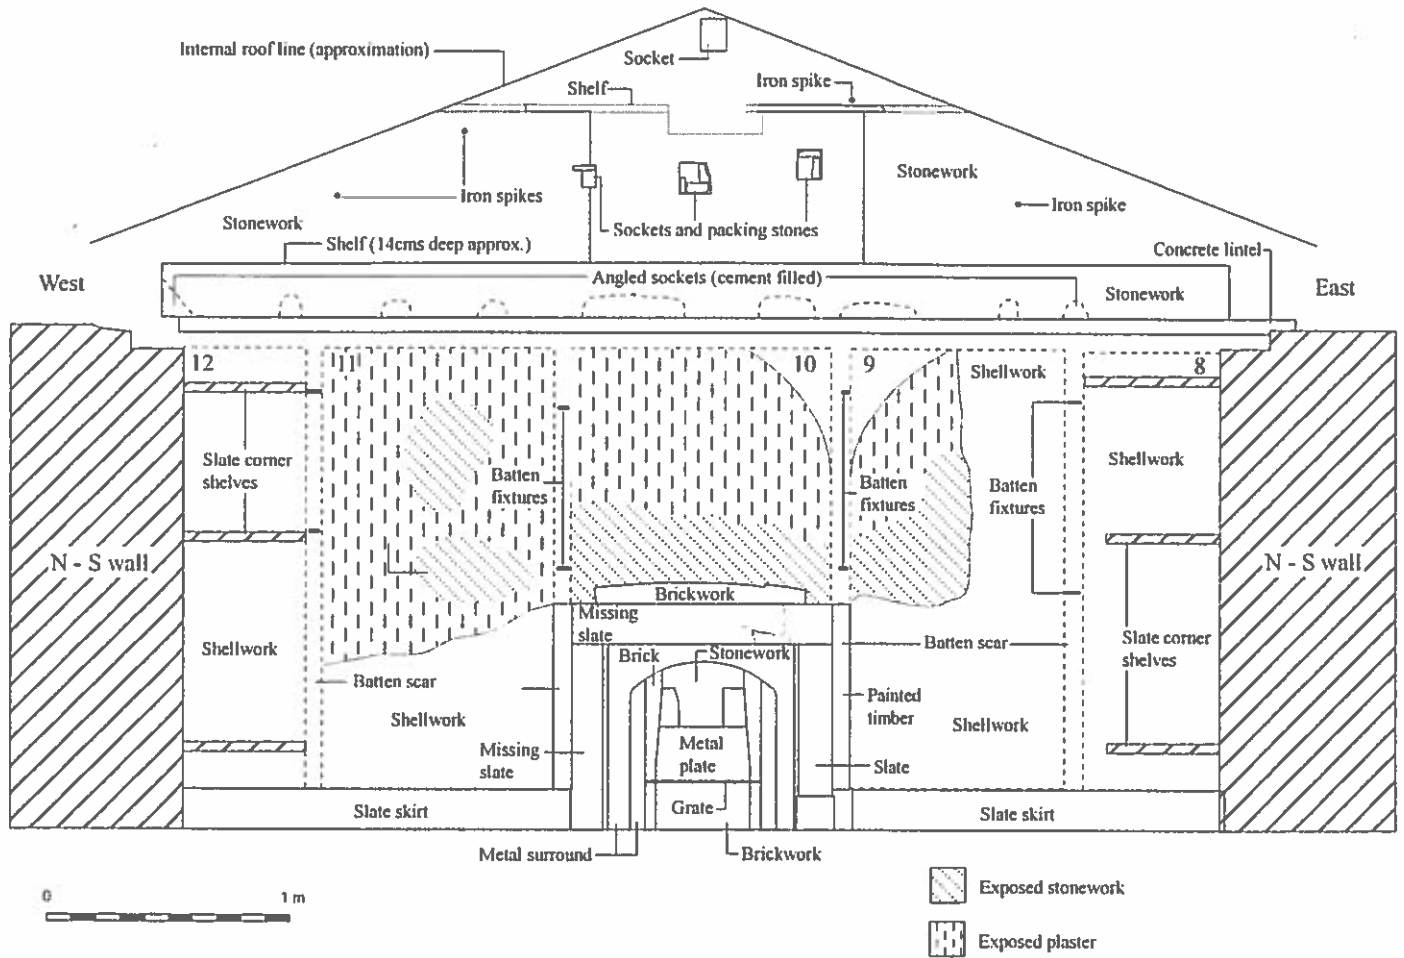 Internal roof line (approximation)
Socket
Shelf
Iron spike
Stonework
Iron spikes
Iron spike
Stonework
Sockets and packing stones
Shelf (14cms deep approx.)
Concrete lintel
West
Angled sockets (cement filled)
Stonework
East
12
11
10
9
Shellwork
8
Slate corner
shelves
Batten
fixtures
Batten
fixtures
Batten
fixtures
Shellwork
N - S wall
N - S wall
Brickwork
Missing
slate
Shellwork
Brick
Stonework
Batten scar
Slate corner
shelves
Batten scar
Painted
timber
Shellwork
Shellwork
Missing
slate
Metal
plate
Slate
Slate skirt
Grate
Slate skirt
Metal surround
Brickwork
0
1 m
Exposed stonework
Exposed plaster